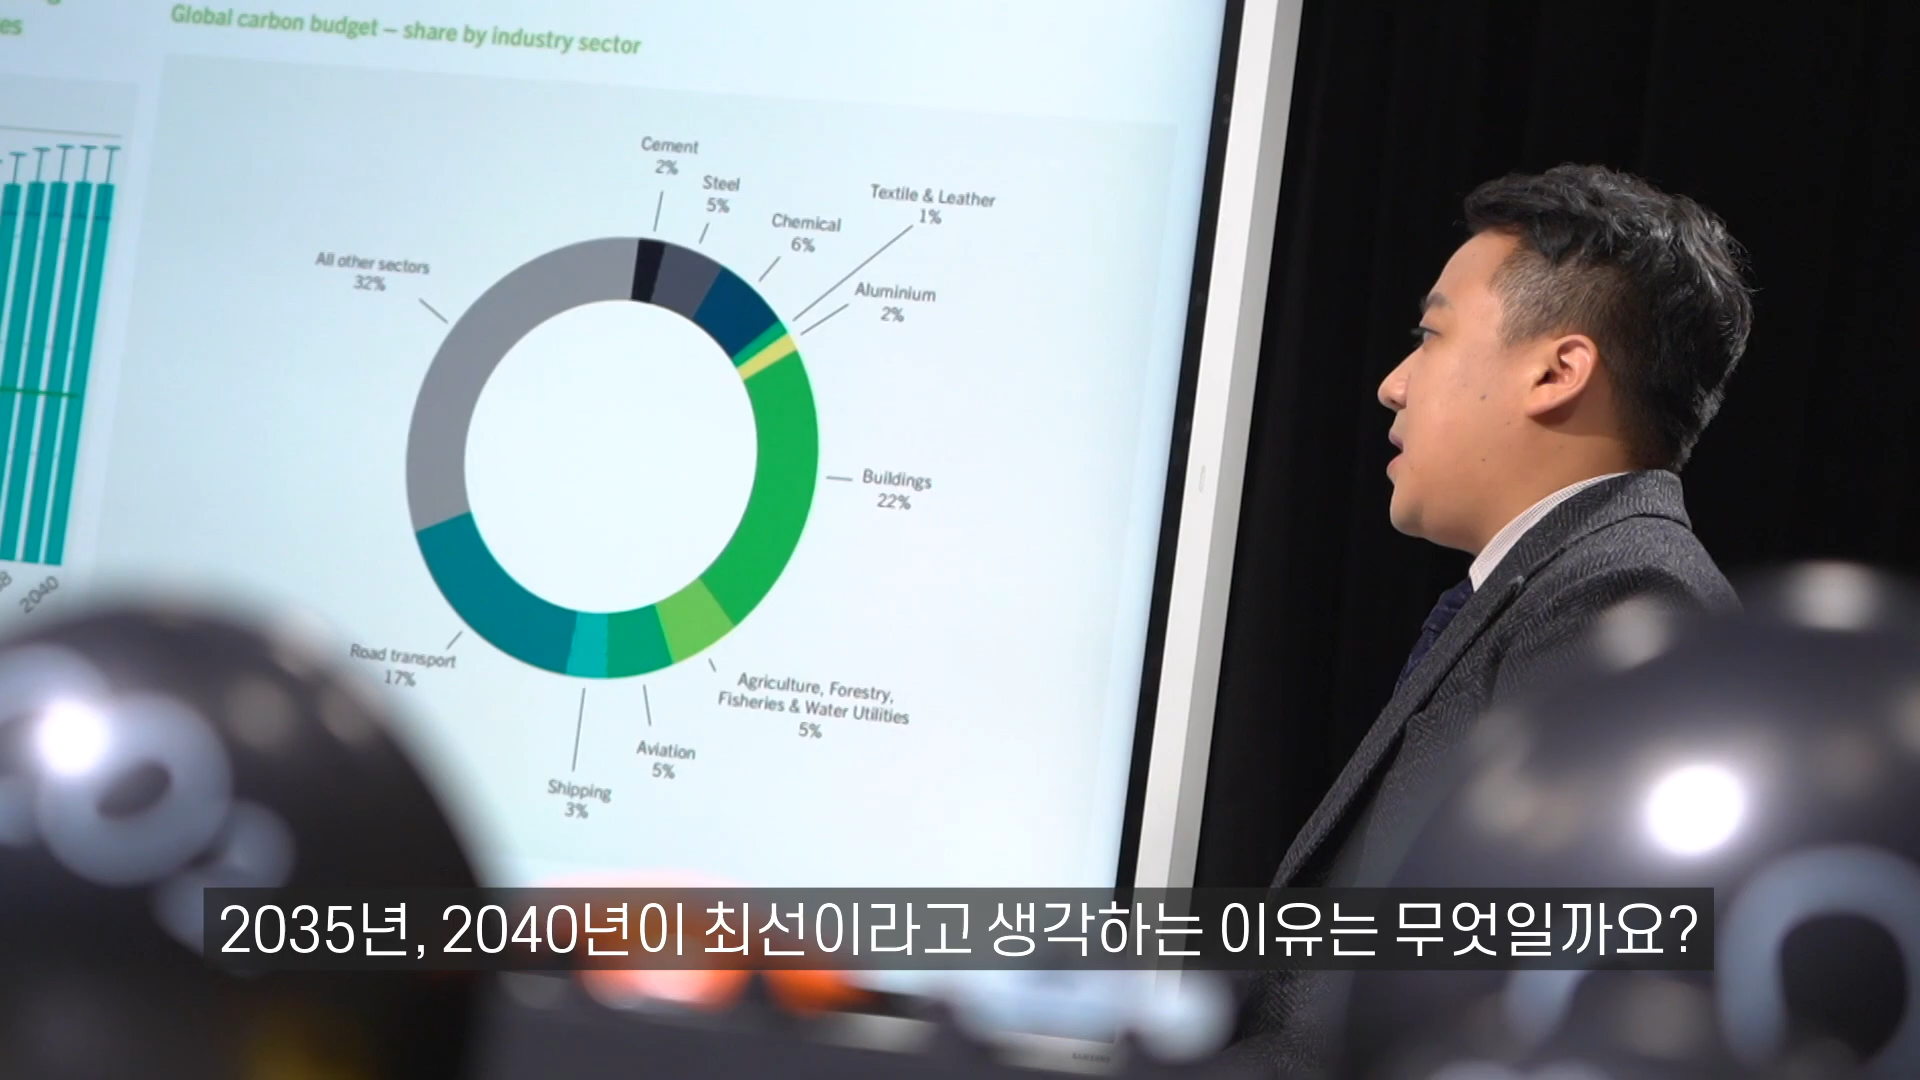 es
Global carbon budget – share by industry sector
Cement
2%
Steel
5%
Chemical
6%
Textile & Leather
1%
Aluminium
2%
All other sectors
32%
Buildings
22%
Road transport
17%
Agriculture, Forestry,
Fisheries & Water Utilities
5%
Aviation
5%
Shipping
3%
2040
2035년, 2040년이 최선이라고 생각하는 이유는 무엇일까요?
SAMSUNG